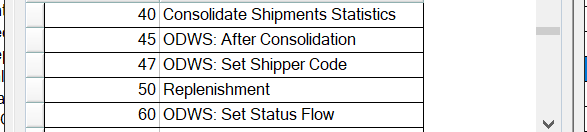 40 Consolidate Shipments Statistics
45 ODWS: After Consolidation
47 ODWS: Set Shipper Code
50 Replenishment
60 ODWS: Set Status Flow